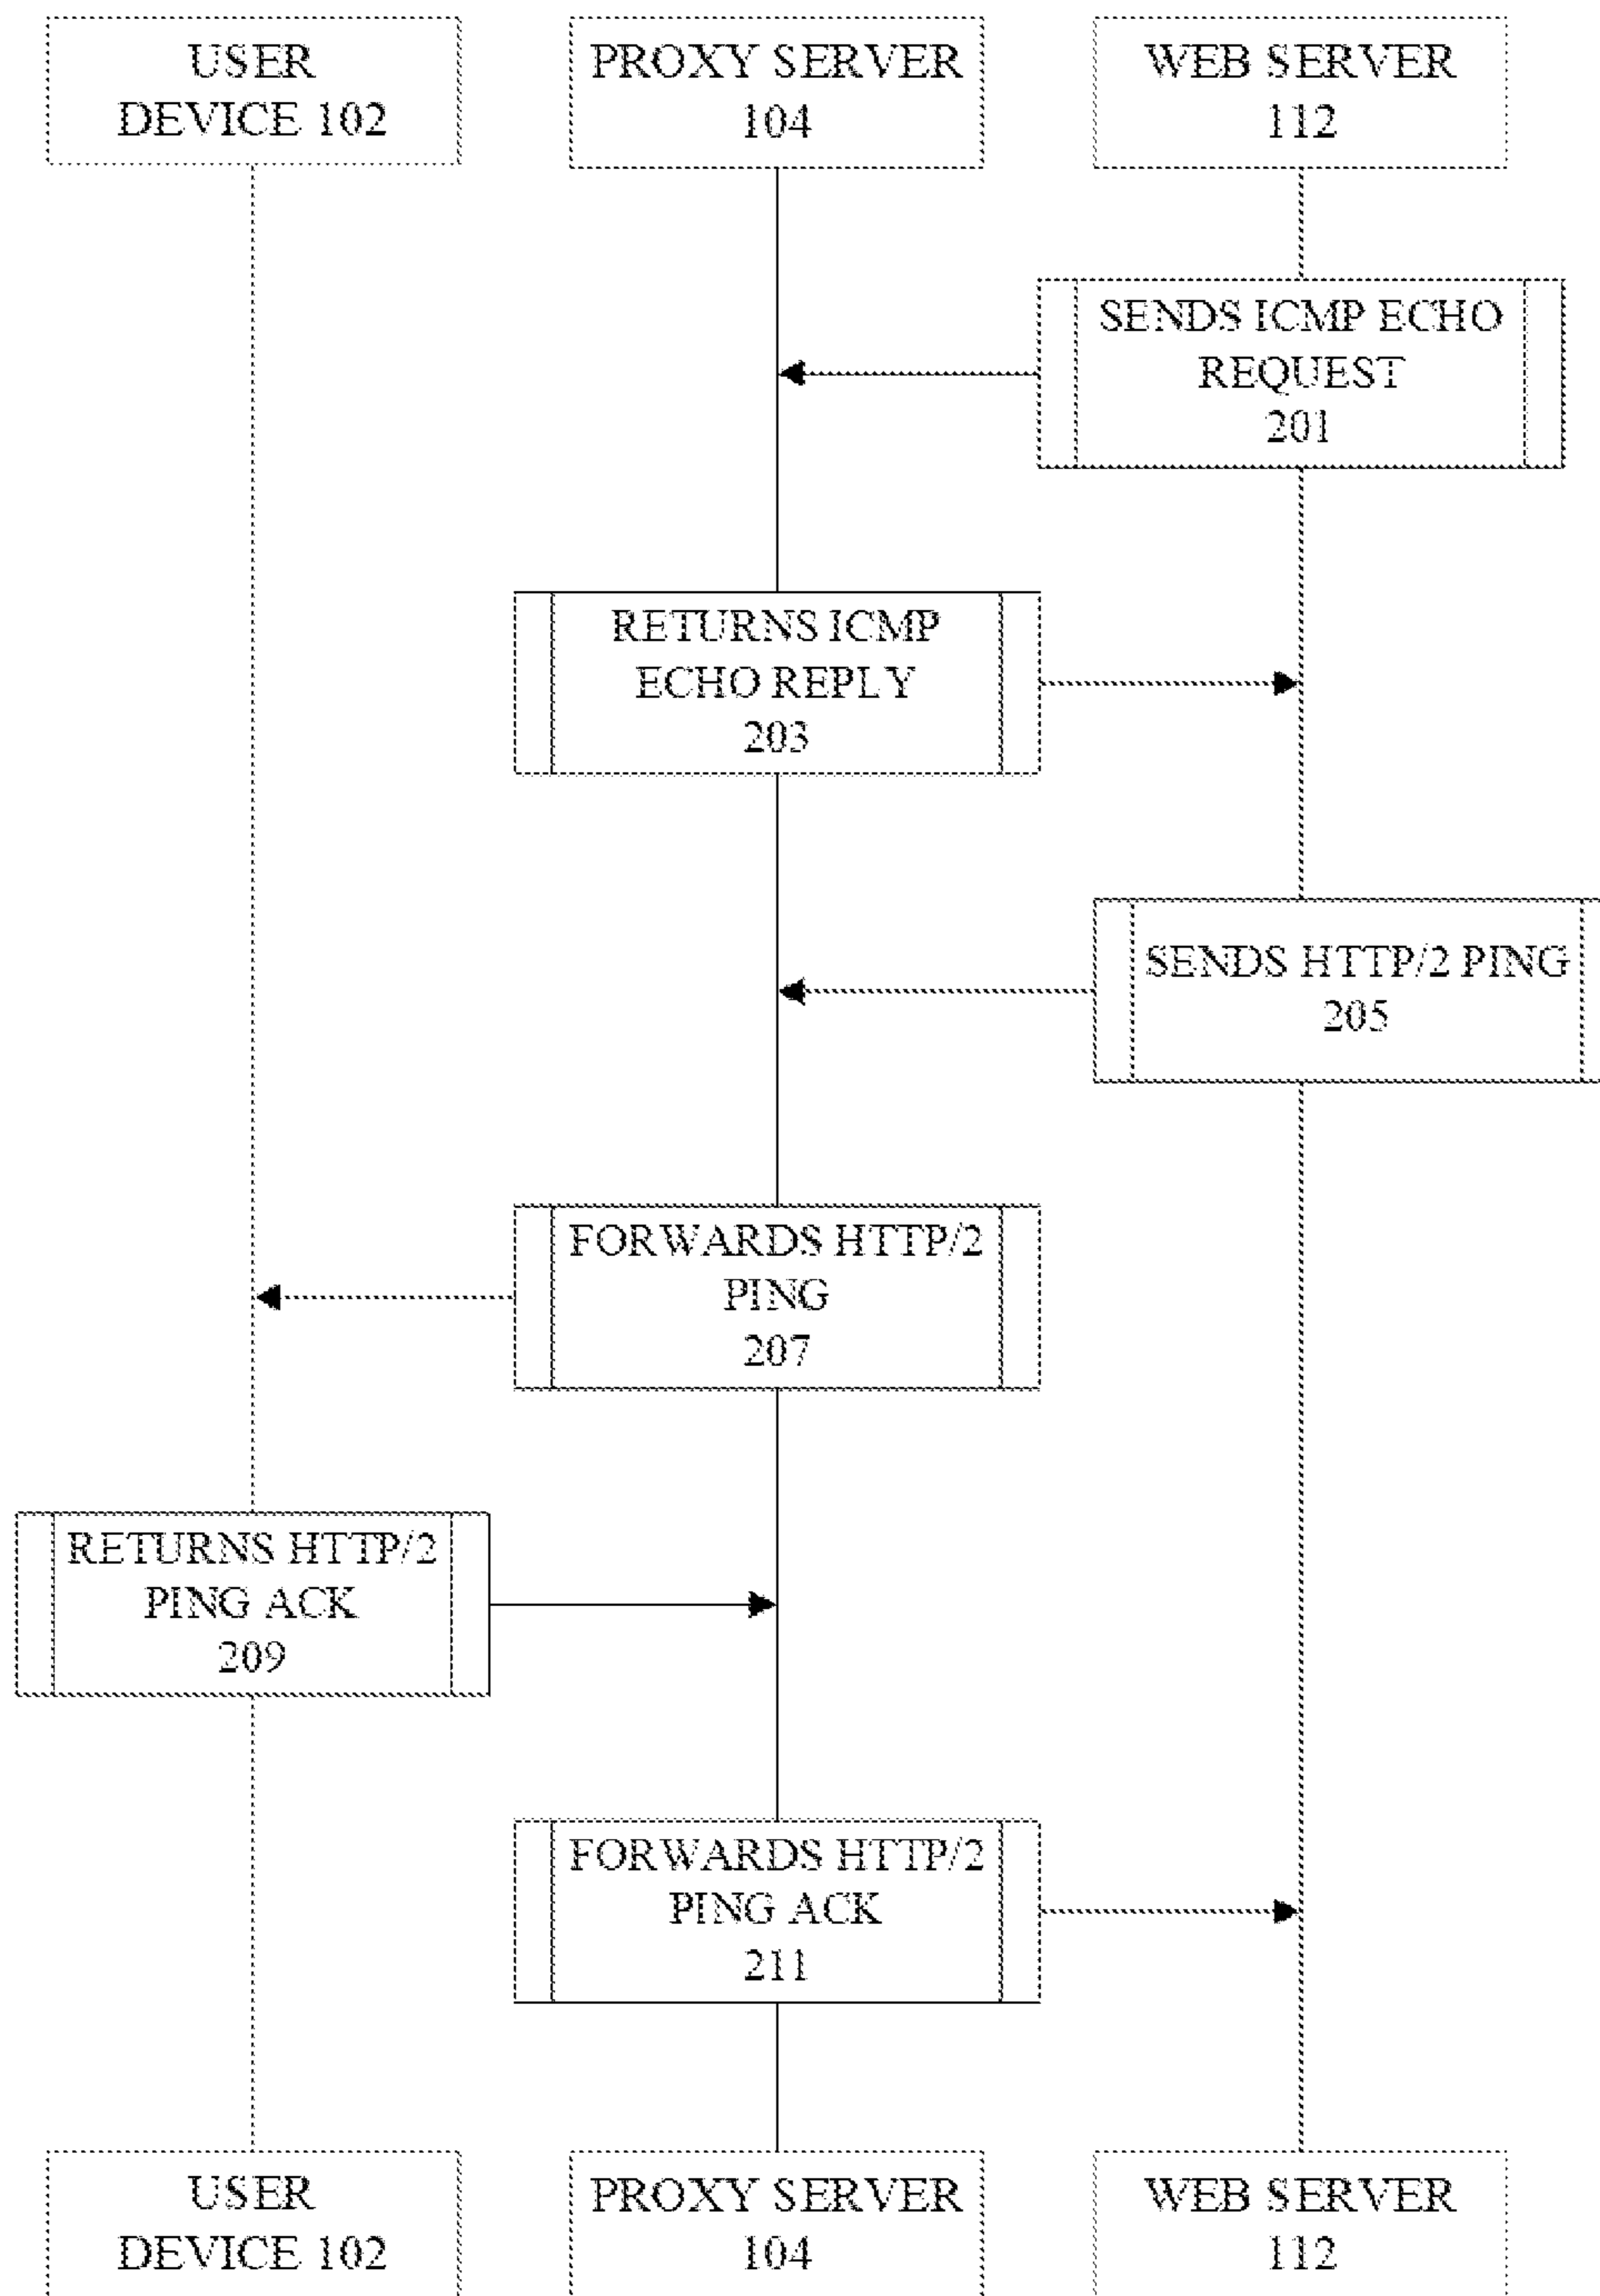 USER
DEVICE 102
PROXY SERVER
104
WEB SERVER
112
SENDS ICMP ECHO
REQUEST
201
RETURNS ICMP
ECHO REPLY
203
SENDS HTTP/2 PING
205
FORWARDS HTTP/2
PING
207
RETURNS HTTP/2
PING ACK
209
FORWARDS HTTP/2
PING ACK
211
USER
DEVICE 102
PROXY SERVER
104
WEB SERVER
112